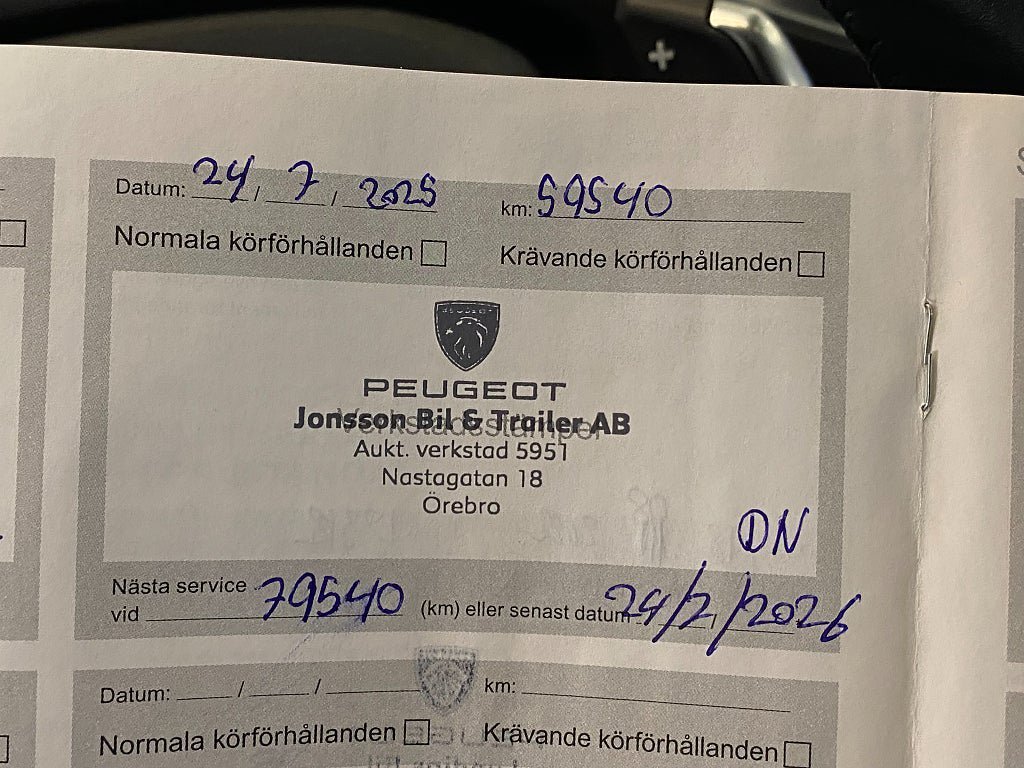 Datum: 24 / 7 / 2025 km: 59540
Normala körförhållanden Krävande körförhållanden
PEUGEOT
Verkstadsstämpel
Jonsson Bil & Trailer AB
Aukt. verkstad 5951
Nastagatan 18
Örebro
DN
Nästa service
vid 79540 (km) eller senast datum 24/7/2026
Datum: / / km:
Normala körförhållanden Krävande körförhållanden